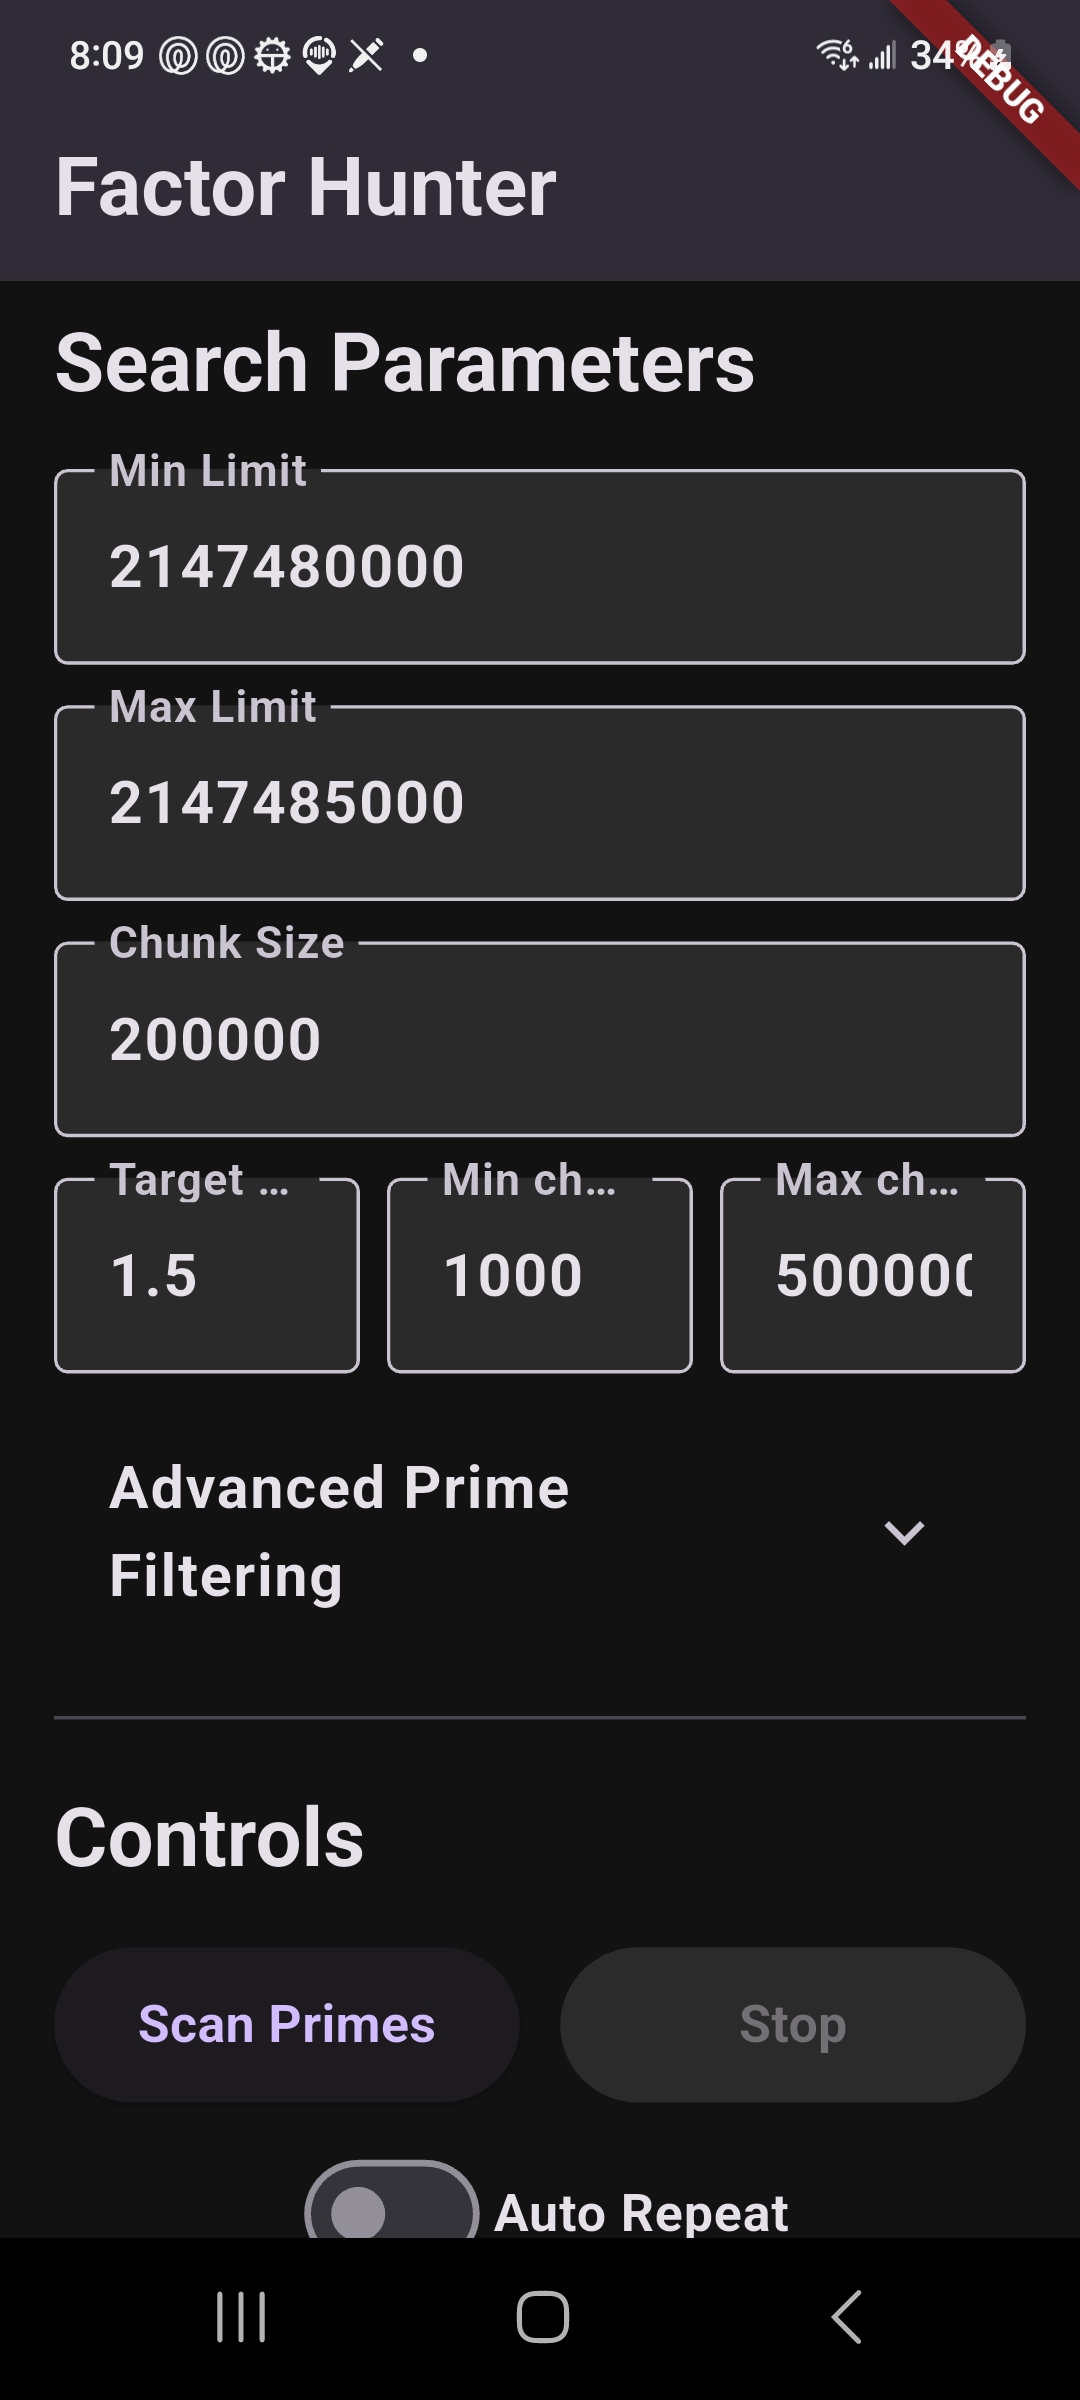 8:09
34%
DEBUG
Factor Hunter
Search Parameters
Min Limit
2147480000
Max Limit
2147485000
Chunk Size
200000
Target ...
Min ch...
Max ch...
1.5
1000
500000
Advanced Prime
Filtering
Controls
Scan Primes
Stop
Auto Repeat